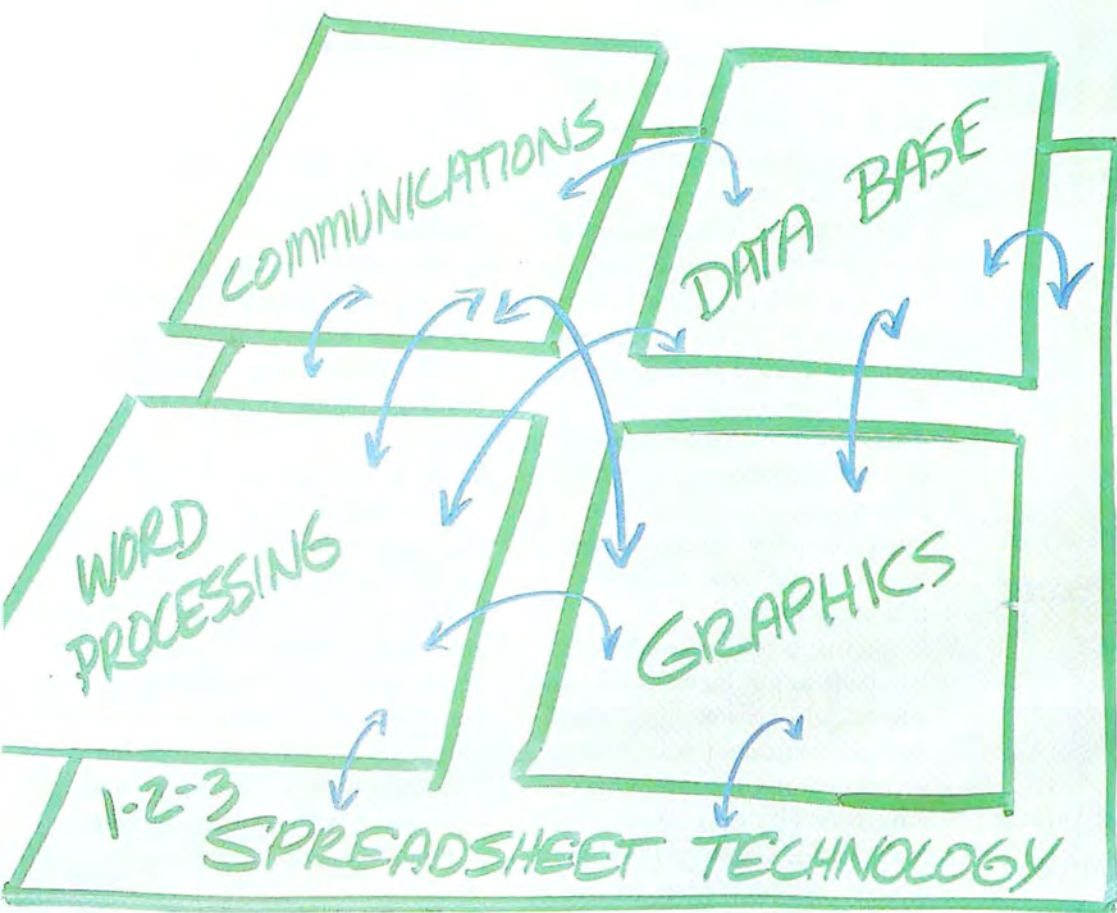 COMMUNICATIONS
DATA BASE
WORD
PROCESSING
GRAPHICS
1-2-3
SPREADSHEET TECHNOLOGY